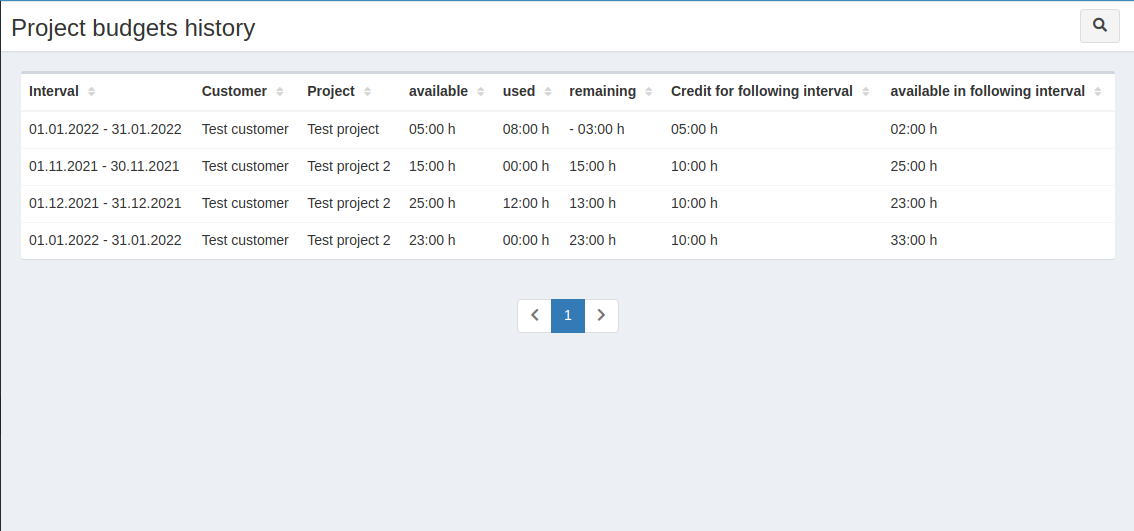 Project budgets history
Interval Customer Project available used remaining Credit for following interval available in following interval
01.01.2022 - 31.01.2022 Test customer Test project 05:00 h 08:00 h - 03:00 h 05:00 h 02:00 h
01.11.2021 - 30.11.2021 Test customer Test project 2 15:00 h 00:00 h 15:00 h 10:00 h 25:00 h
01.12.2021 - 31.12.2021 Test customer Test project 2 25:00 h 12:00 h 13:00 h 10:00 h 23:00 h
01.01.2022 - 31.01.2022 Test customer Test project 2 23:00 h 00:00 h 23:00 h 10:00 h 33:00 h
1